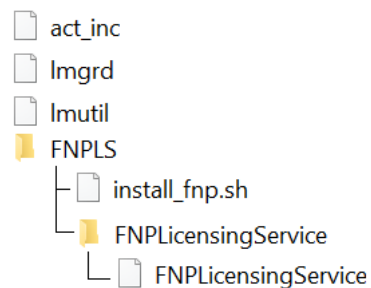 act_inc
lmgrd
lmutil
FNPLS
install_fnp.sh
FNPLicensingService
FNPLicensingService